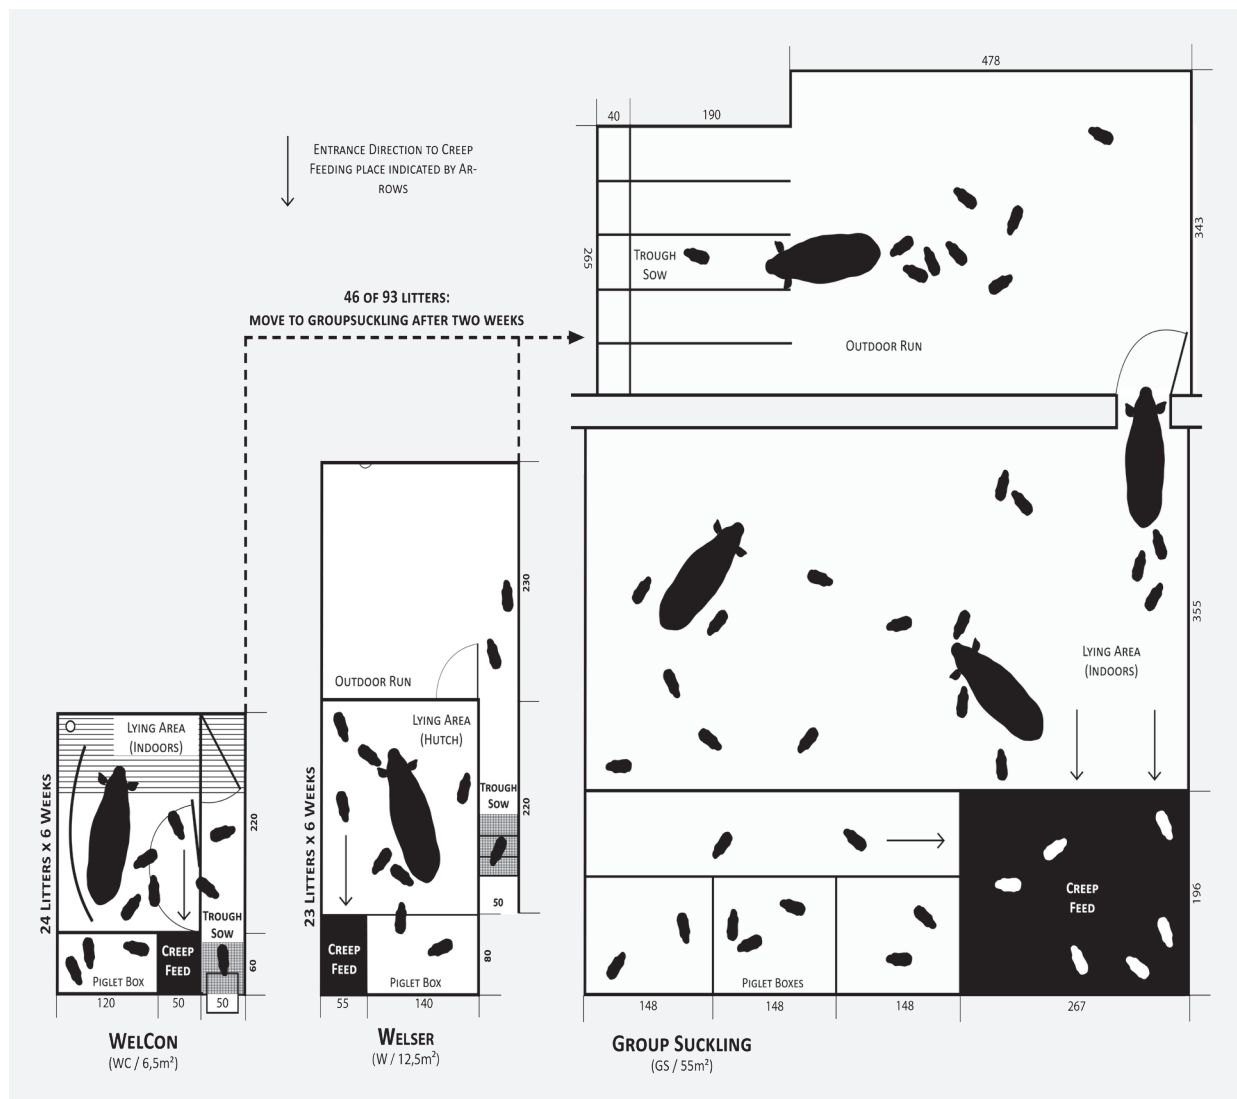 478
40
190
ENTRANCE DIRECTION TO CREEP
FEEDING PLACE INDICATED BY AR-
ROWS
343
265
TROUGH
SOW
46 OF 93 LITTERS:
MOVE TO GROUPSUCKLING AFTER TWO WEEKS
OUTDOOR RUN
230
355
LYING AREA
(INDOORS)
OUTDOOR RUN
LYING AREA
(HUTCH)
LYING AREA
(INDOORS)
24 LITTERS X 6 WEEKS
220
23 LITTERS X 6 WEEKS
TROUGH
SOW
220
50
CREEP
FEED
196
TROUGH
SOW
CREEP
FEED
PIGLET BOX
60
CREEP
FEED
PIGLET BOX
80
PIGLET BOXES
120
50
50
55
140
148
148
148
267
WELCON
(WC / 6,5m²)
WELSER
(W / 12,5m²)
GROUP SUCKLING
(GS / 55m²)